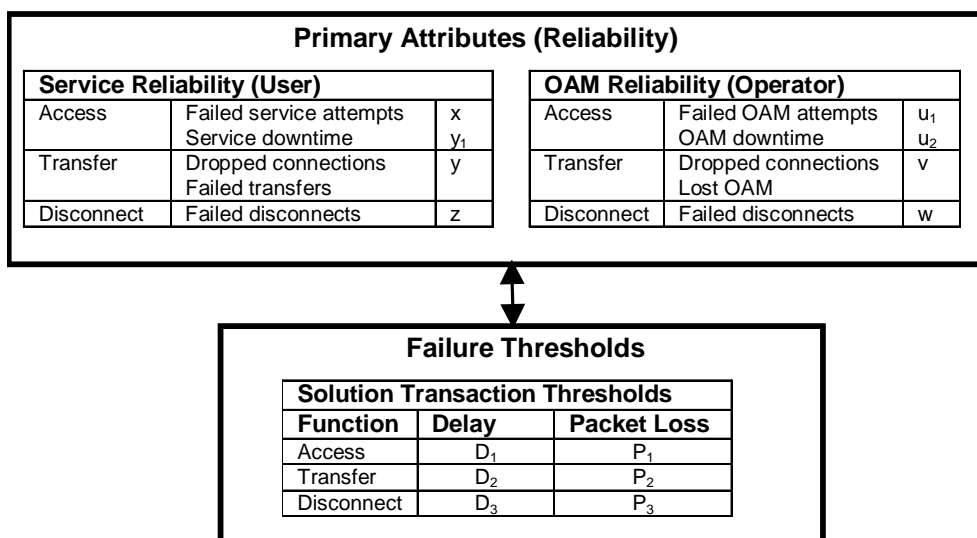 Primary Attributes (Reliability)
Service Reliability (User)
Access Failed service attempts x
Service downtime y₁
Transfer Dropped connections y
Failed transfers
Disconnect Failed disconnects z
OAM Reliability (Operator)
Access Failed OAM attempts u₁
OAM downtime u₂
Transfer Dropped connections v
Lost OAM
Disconnect Failed disconnects w
Failure Thresholds
Solution Transaction Thresholds
Function Delay Packet Loss
Access D₁ P₁
Transfer D₂ P₂
Disconnect D₃ P₃